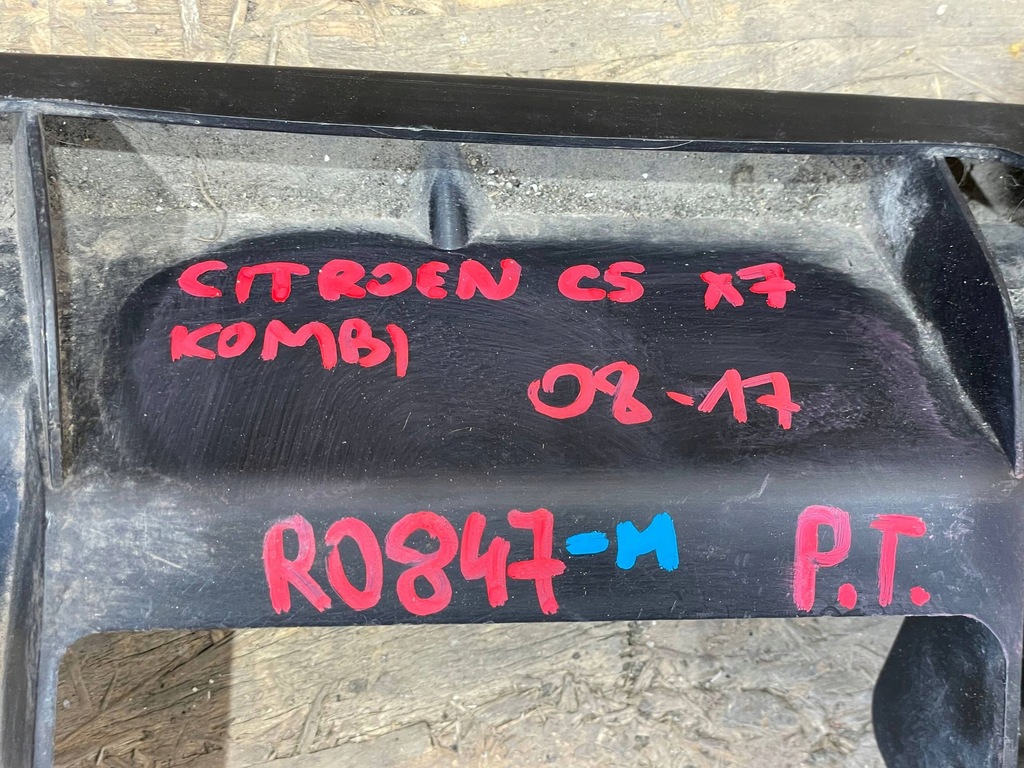 CITROEN C5 X7
KOMBI
08-17
R0847-M P.T.